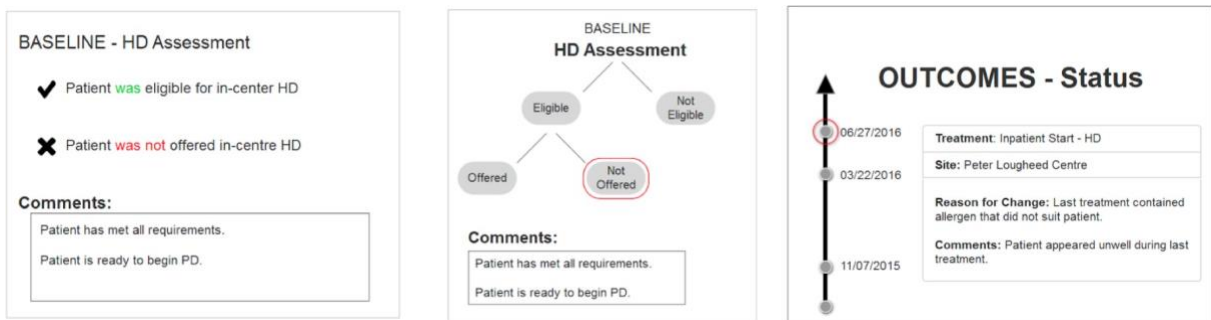 BASELINE - HD Assessment
Patient was eligible for in-center HD
Patient was not offered in-centre HD
Comments:
Patient has met all requirements.
Patient is ready to begin PD.
BASELINE
HD Assessment
Eligible
Not
Eligible
Offered
Not
Offered
Comments:
Patient has met all requirements.
Patient is ready to begin PD.
OUTCOMES - Status
06/27/2016
03/22/2016
11/07/2015
Treatment: Inpatient Start - HD
Site: Peter Lougheed Centre
Reason for Change: Last treatment contained
allergen that did not suit patient.
Comments: Patient appeared unwell during last
treatment.